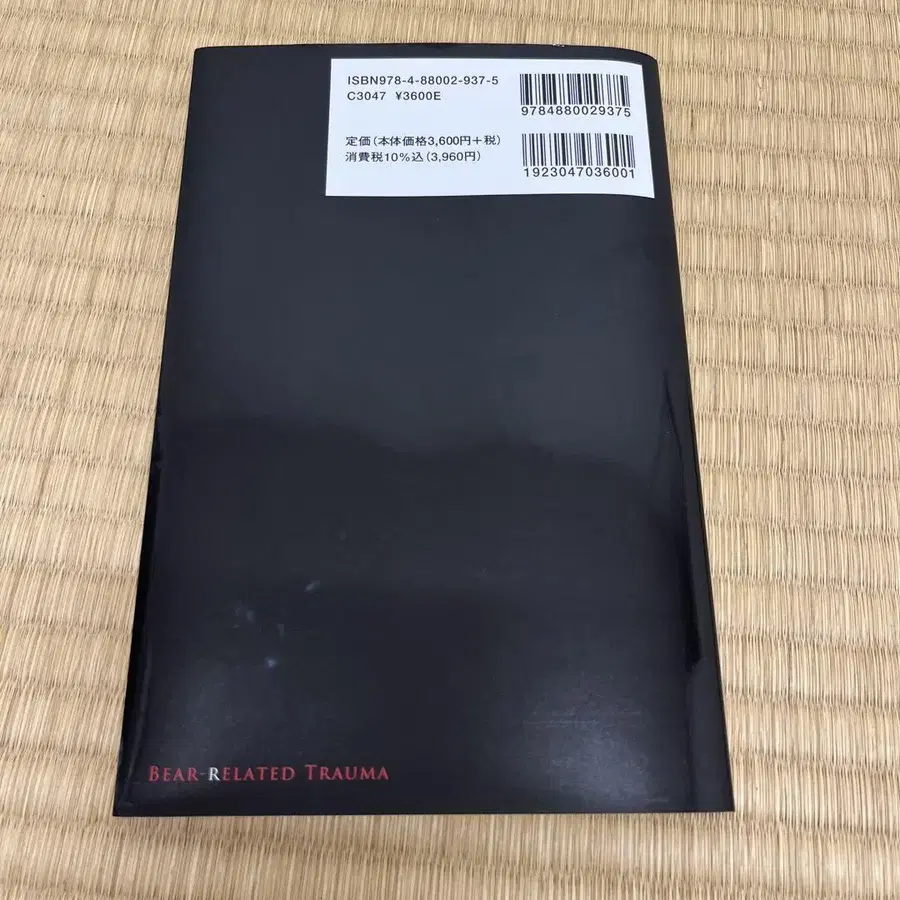 ISBN978-4-88002-937-5
C3047 ¥3600E
9784880029375
定価(本体価格3,600円+税)
消費税10%込(3,960円)
1923047036001
BEAR-RELATED TRAUMA